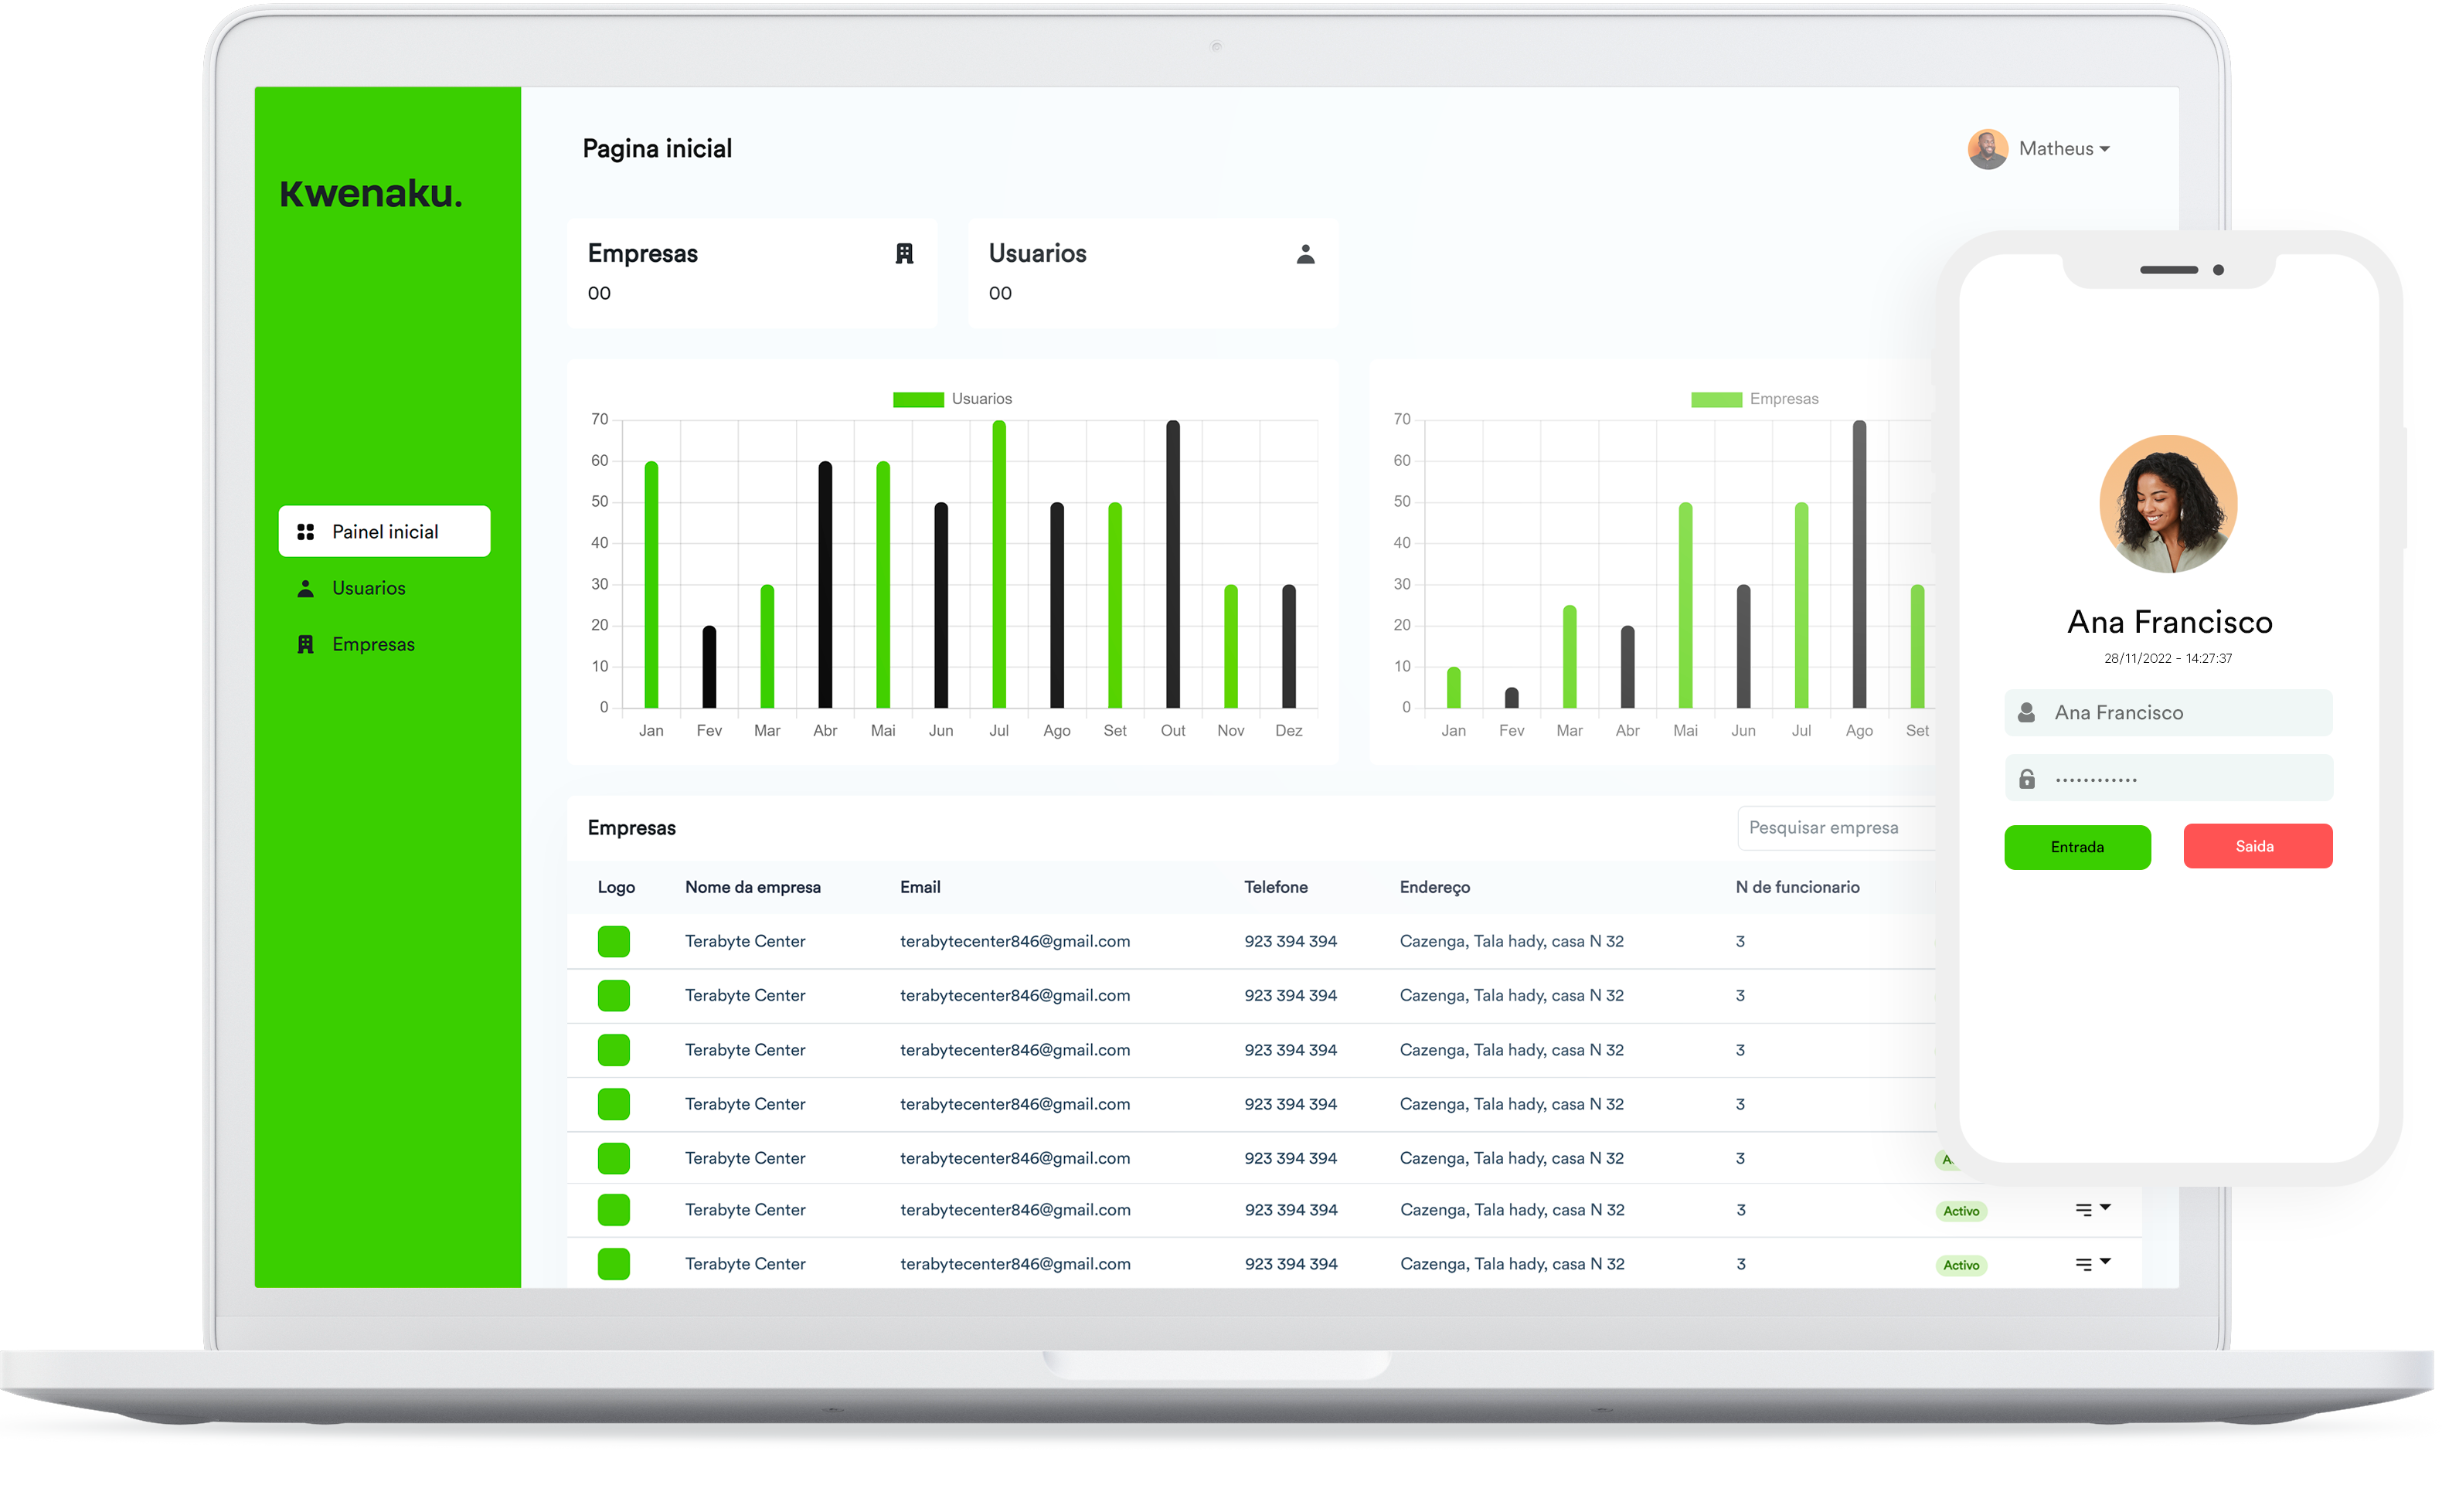 Kwenaku.
Painel inicial
Usuarios
Empresas
Pagina inicial
Matheus
Empresas
00
Usuarios
00
Usuarios
70
60
50
40
30
20
10
0
Jan Fev Mar Abr Mai Jun Jul Ago Set Out Nov Dez
Empresas
70
60
50
40
30
20
10
0
Jan Fev Mar Abr Mai Jun Jul Ago Set
Empresas
Pesquisar empresa
Logo Nome da empresa Email Telefone Endereço N de funcionario
Terabyte Center terabytecenter846@gmail.com 923 394 394 Cazenga, Tala hady, casa N 32 3
Terabyte Center terabytecenter846@gmail.com 923 394 394 Cazenga, Tala hady, casa N 32 3
Terabyte Center terabytecenter846@gmail.com 923 394 394 Cazenga, Tala hady, casa N 32 3
Terabyte Center terabytecenter846@gmail.com 923 394 394 Cazenga, Tala hady, casa N 32 3
Terabyte Center terabytecenter846@gmail.com 923 394 394 Cazenga, Tala hady, casa N 32 3
Terabyte Center terabytecenter846@gmail.com 923 394 394 Cazenga, Tala hady, casa N 32 3 Activo
Terabyte Center terabytecenter846@gmail.com 923 394 394 Cazenga, Tala hady, casa N 32 3 Activo
Ana Francisco
28/11/2022 - 14:27:37
Ana Francisco
............
Entrada Saida